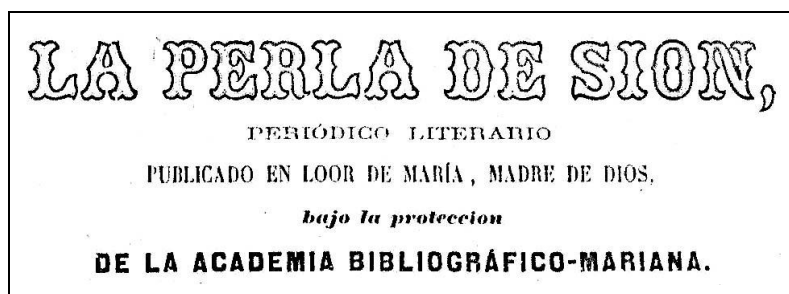 LA PERLA DE SION,
PERIÓDICO LITERARIO
PUBLICADO EN LOOR DE MARÍA, MADRE DE DIOS,
bajo la proteccion
DE LA ACADEMIA BIBLIOGRÁFICO-MARIANA.